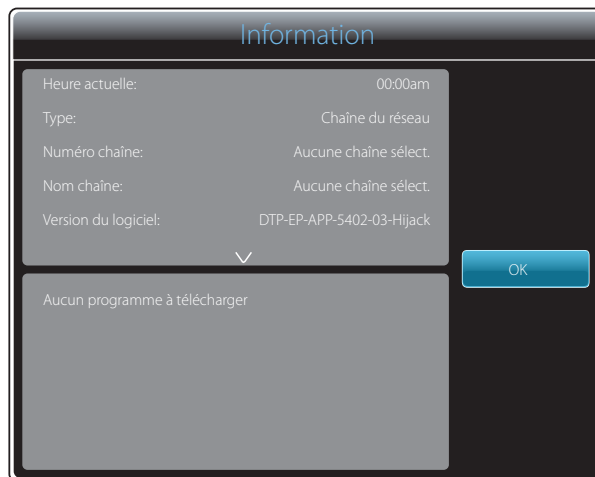 Information
Heure actuelle: 00:00am
Type: Chaîne du réseau
Numéro chaîne: Aucune chaîne sélect.
Nom chaîne: Aucune chaîne sélect.
Version du logiciel: DTP-EP-APP-5402-03-Hijack
OK
Aucun programme à télécharger